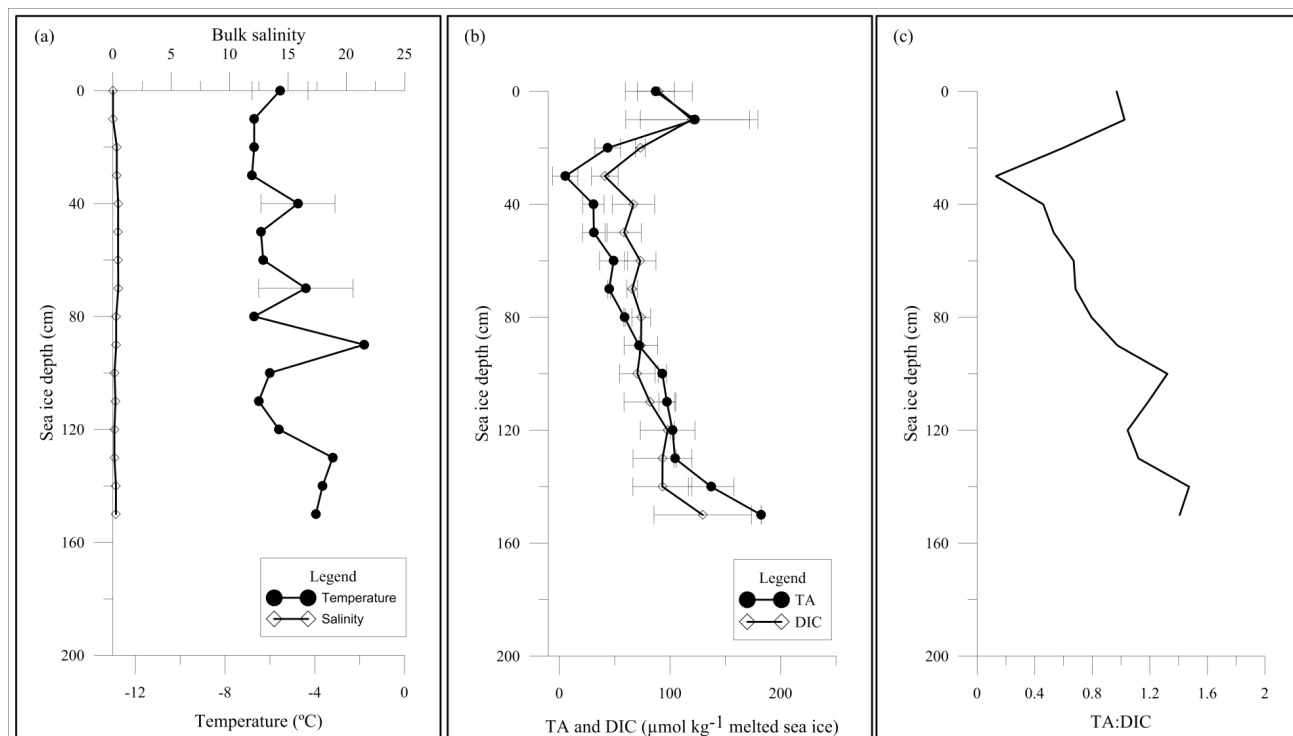 (a)
Bulk salinity
0 5 10 15 20 25
0
40
80
120
160
200
Sea ice depth (cm)
Legend
Temperature
Salinity
-12 -8 -4 0
Temperature (ºC)
(b)
0
40
80
120
160
200
Sea ice depth (cm)
Legend
TA
DIC
0 100 200
TA and DIC (µmol kg-1 melted sea ice)
(c)
0
40
80
120
160
200
Sea ice depth (cm)
0 0.4 0.8 1.2 1.6 2
TA:DIC